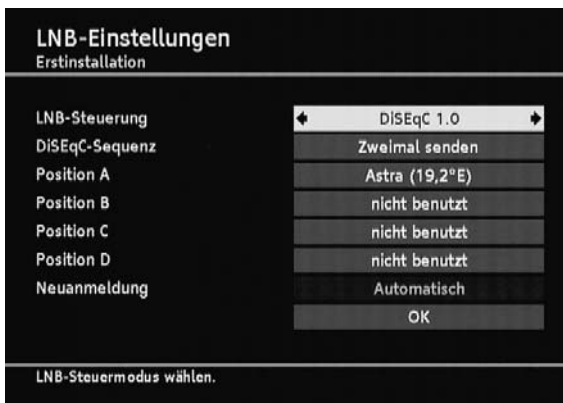 LNB-Einstellungen
Erstinstallation
LNB-Steuerung DiSEqC 1.0
DiSEqC-Sequenz Zweimal senden
Position A Astra (19,2°E)
Position B nicht benutzt
Position C nicht benutzt
Position D nicht benutzt
Neuanmeldung Automatisch
OK
LNB-Steuermodus wählen.